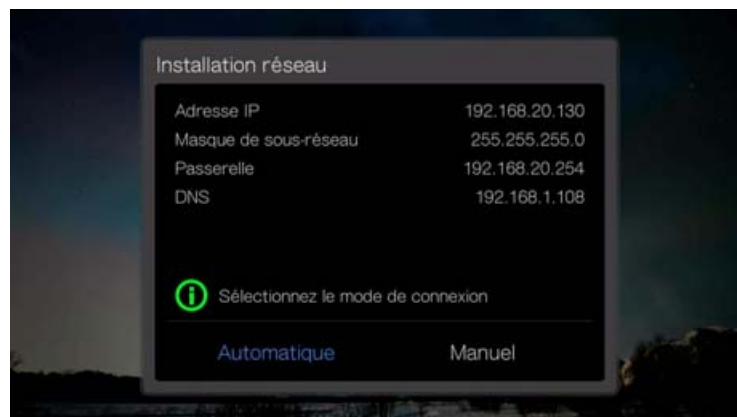 Installation réseau
Adresse IP 192.168.20.130
Masque de sous-réseau 255.255.255.0
Passerelle 192.168.20.254
DNS 192.168.1.108
Sélectionnez le mode de connexion
Automatique Manuel